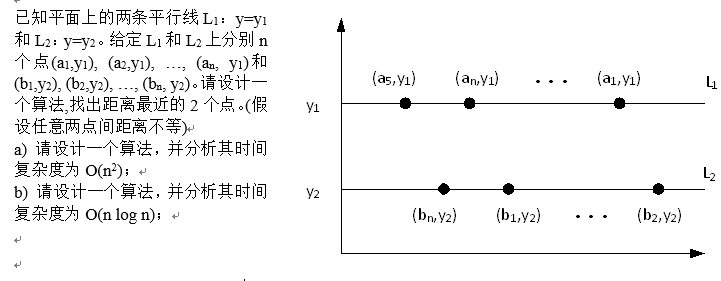 已知平面上的两条平行线 L1: y=y1
和 L2: y=y2。给定 L1 和 L2 上分别 n
个点(a1,y1), (a2,y1), …, (an, y1)和
(b1,y2), (b2,y2), …, (bn, y2)。请设计一
个算法,找出距离最近的 2 个点。(假
设任意两点间距离不等)
a) 请设计一个算法，并分析其时间
复杂度为 O(n2)；
b) 请设计一个算法，并分析其时间
复杂度为 O(n log n)；
(a5,y1) (an,y1) ··· (a1,y1) L1
y1
L2
y2
(bn,y2) (b1,y2) ··· (b2,y2)